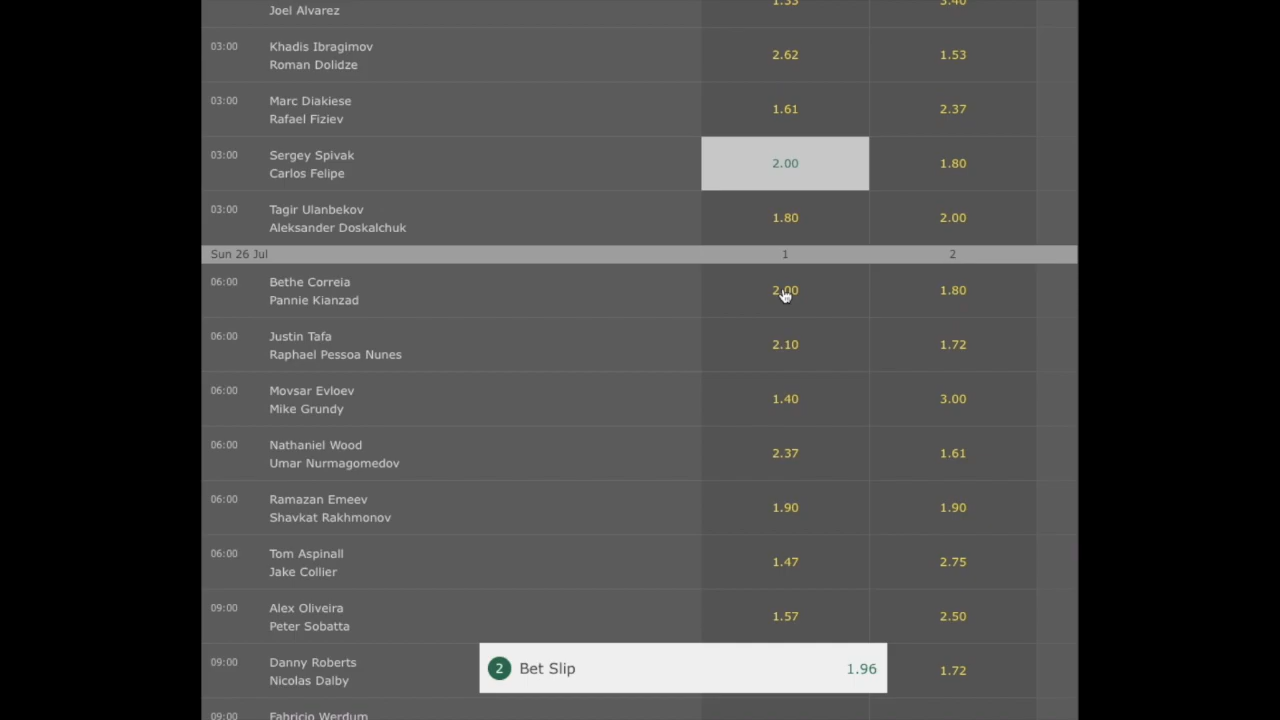 Joel Alvarez
1.53 3.40
03:00 Khadis Ibragimov
Roman Dolidze
2.62 1.53
03:00 Marc Diakiese
Rafael Fiziev
1.61 2.37
03:00 Sergey Spivak
Carlos Felipe
2.00 1.80
03:00 Tagir Ulanbekov
Aleksander Doskalchuk
1.80 2.00
Sun 26 Jul 1 2
06:00 Bethe Correia
Pannie Kianzad
2.00 1.80
06:00 Justin Tafa
Raphael Pessoa Nunes
2.10 1.72
06:00 Movsar Evloev
Mike Grundy
1.40 3.00
06:00 Nathaniel Wood
Umar Nurmagomedov
2.37 1.61
06:00 Ramazan Emeev
Shavkat Rakhmonov
1.90 1.90
06:00 Tom Aspinall
Jake Collier
1.47 2.75
09:00 Alex Oliveira
Peter Sobatta
1.57 2.50
09:00 Danny Roberts
Nicolas Dalby
1.72
2 Bet Slip 1.96
09:00 Fabricio Werdum